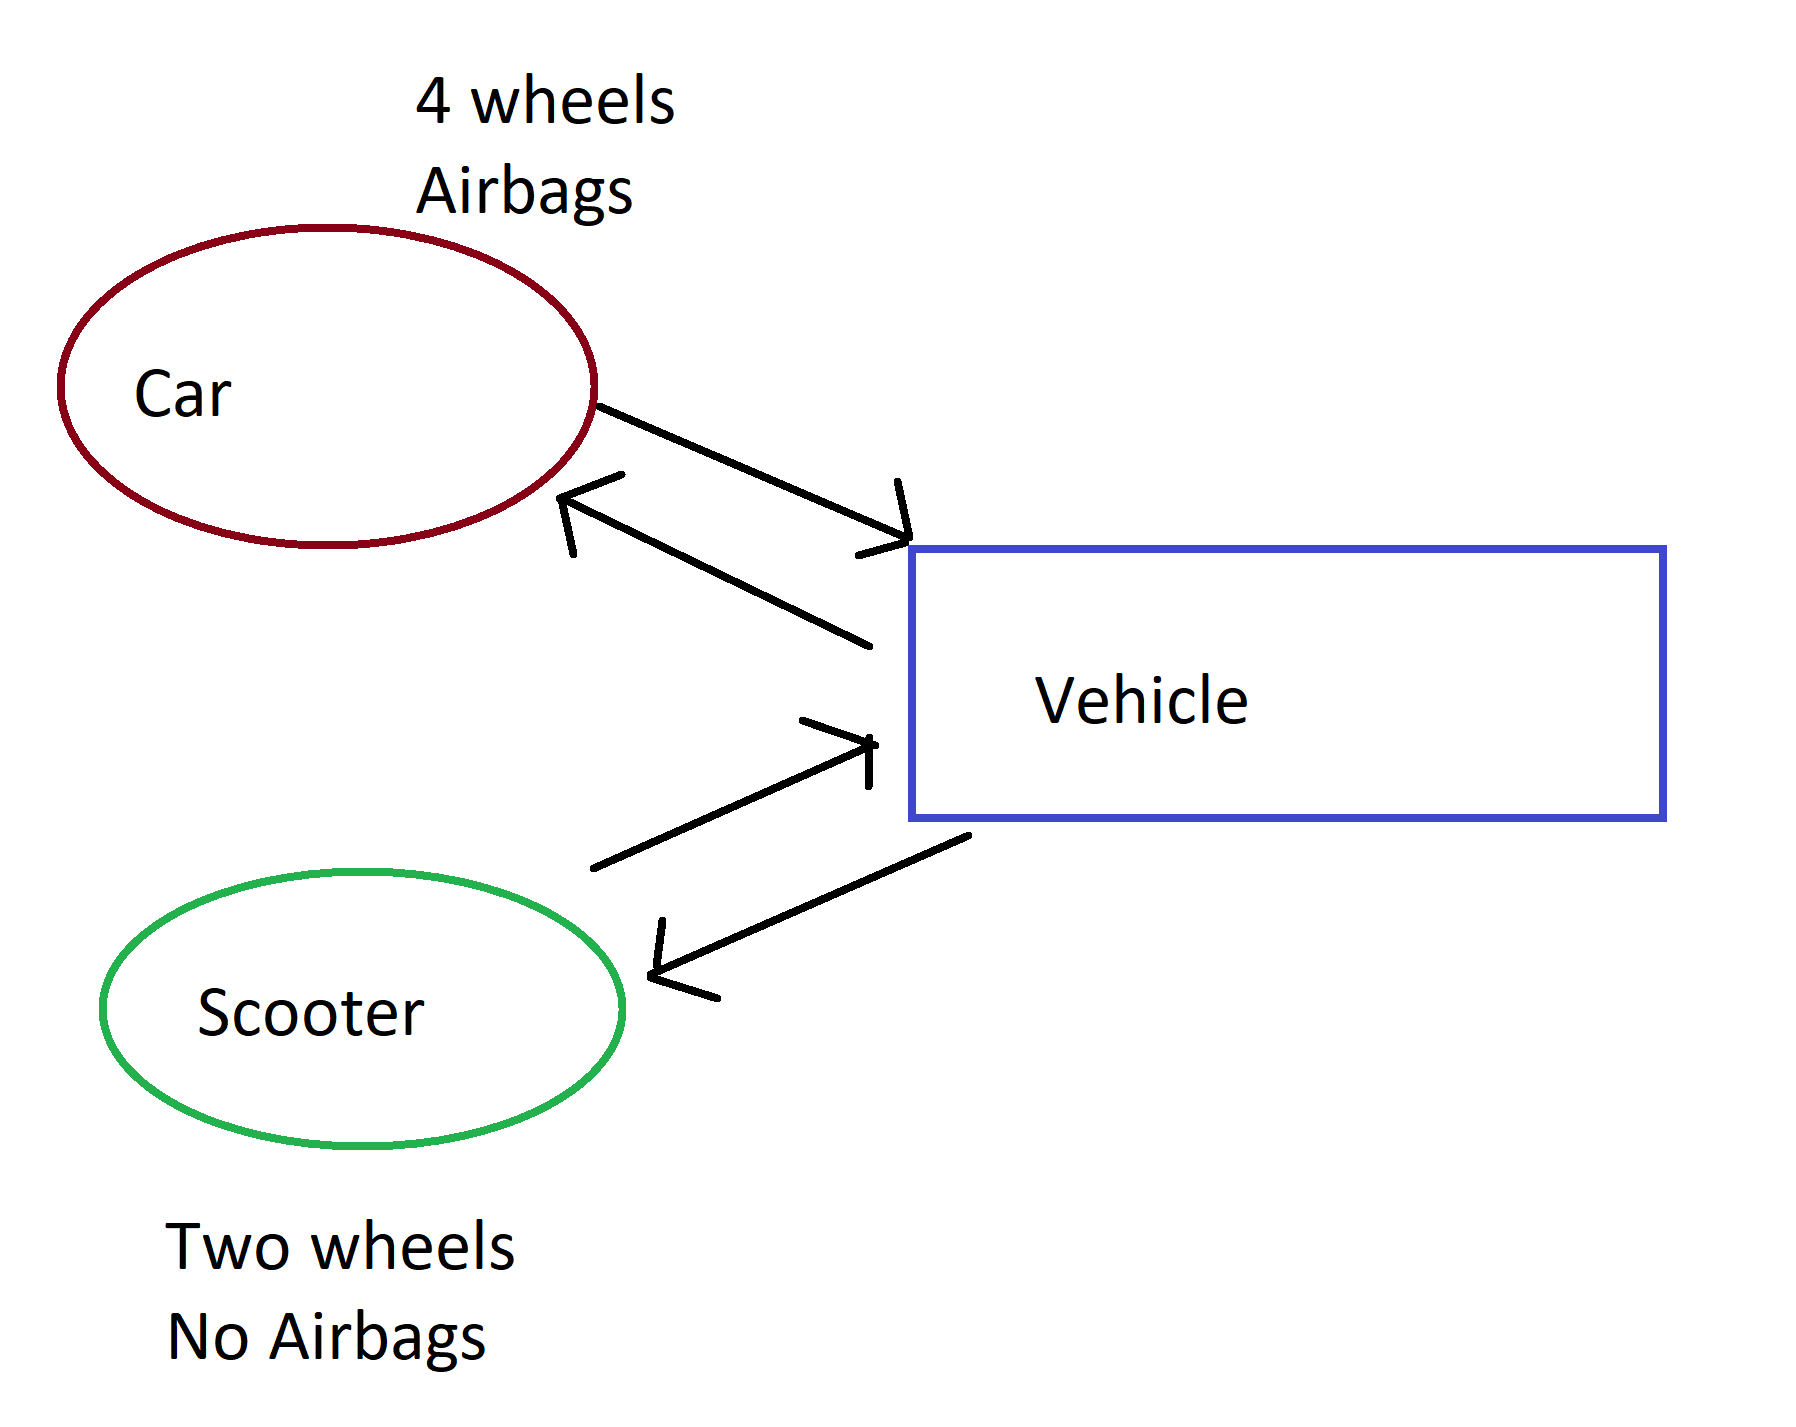 4 wheels
Airbags
Car
Vehicle
Scooter
Two wheels
No Airbags